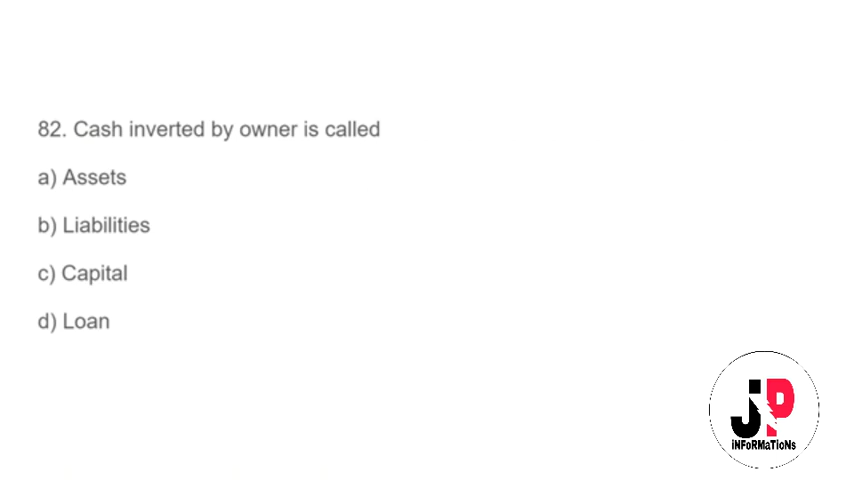 82. Cash inverted by owner is called
a) Assets
b) Liabilities
c) Capital
d) Loan
JP
iNFoRMaTioNs